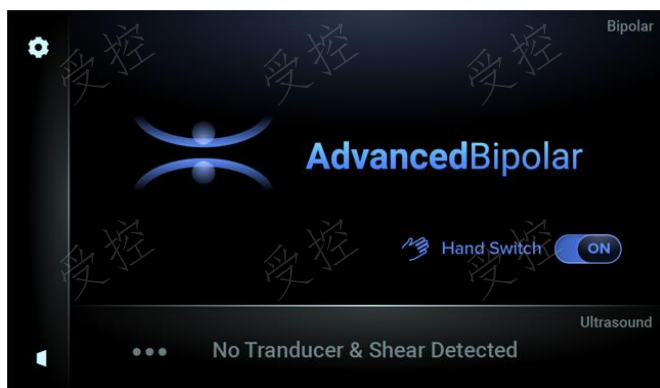 Bipolar
AdvancedBipolar
Hand Switch ON
Ultrasound
No Tranducer & Shear Detected
受控 受控 受控
受控 受控 受控